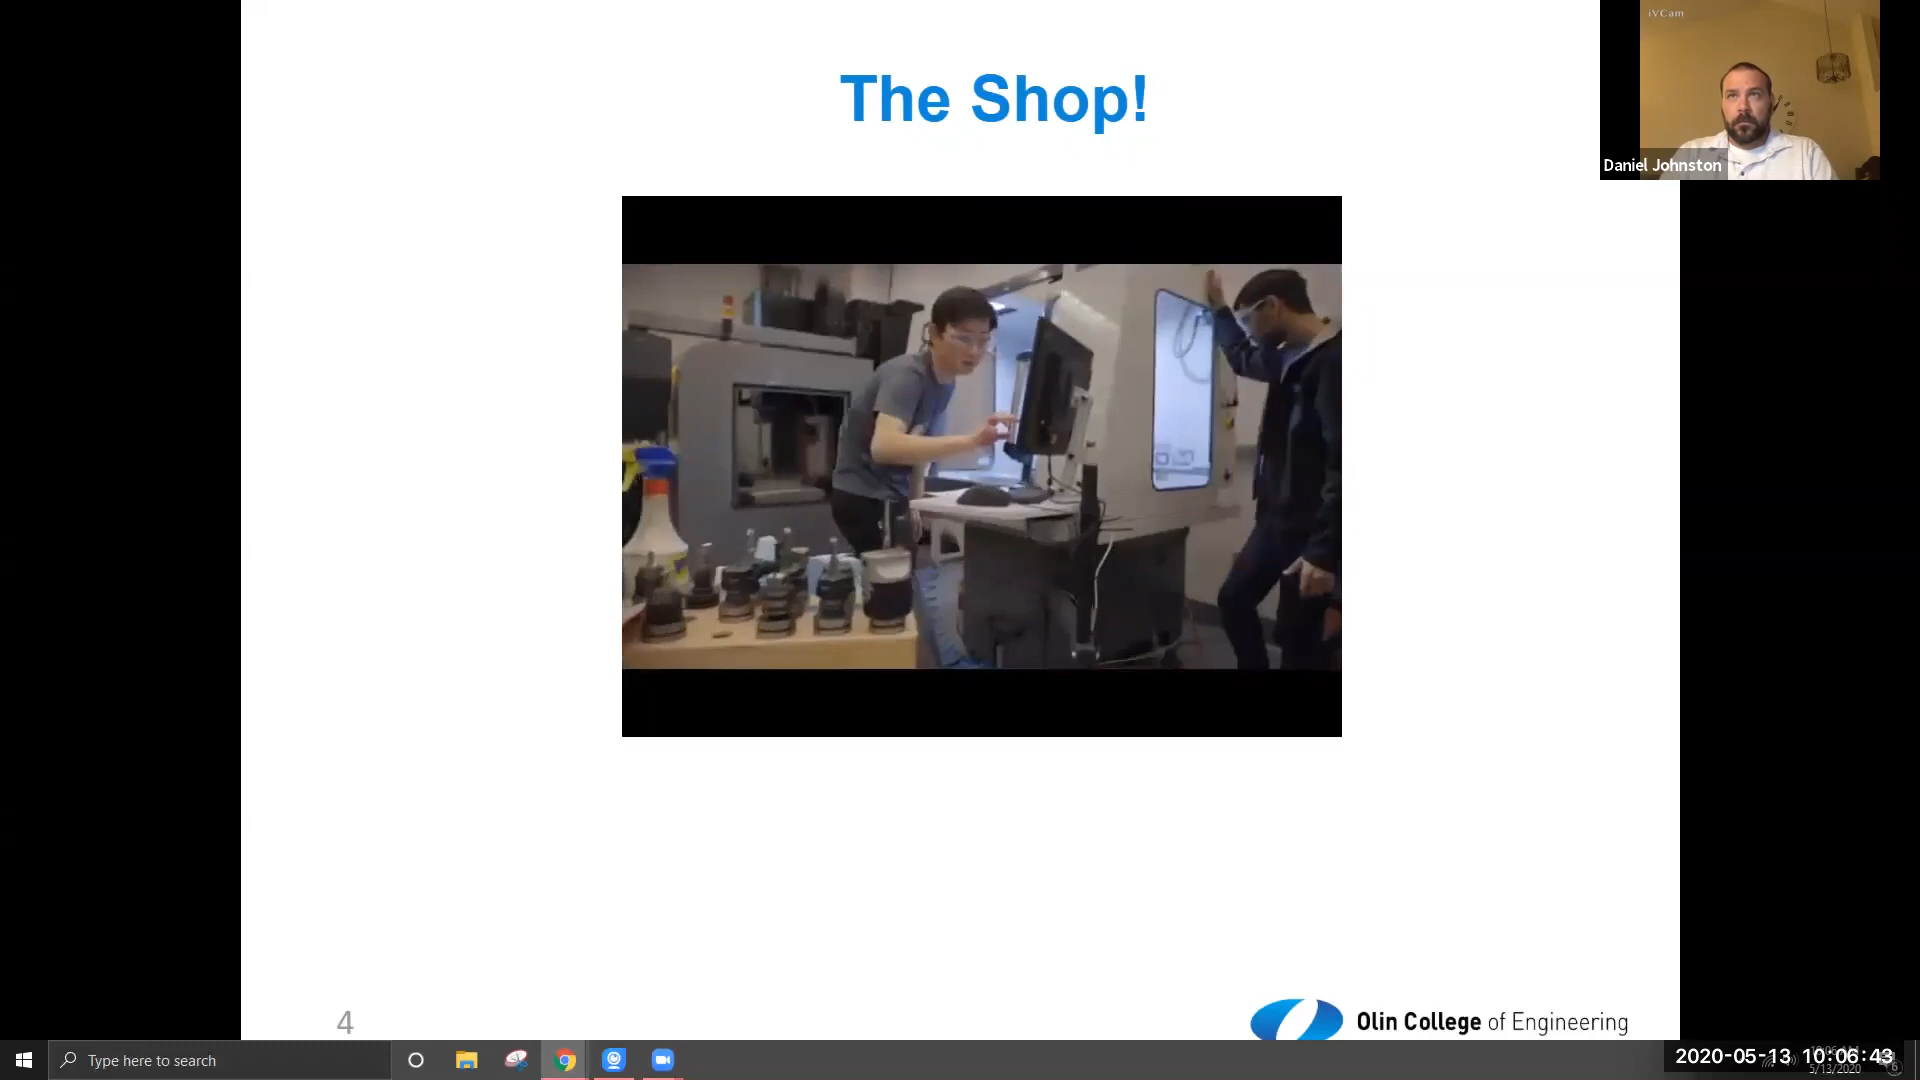 The Shop!
iVCam
Daniel Johnston
4
Olin College of Engineering
Type here to search
2020-05-13 10:06:43
5/13/2020